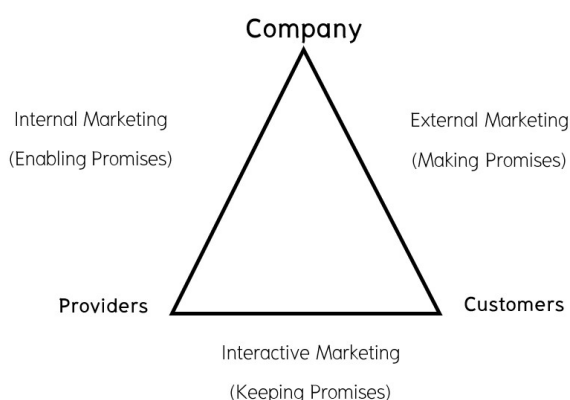 Company
Internal Marketing
(Enabling Promises)
External Marketing
(Making Promises)
Providers
Customers
Interactive Marketing
(Keeping Promises)